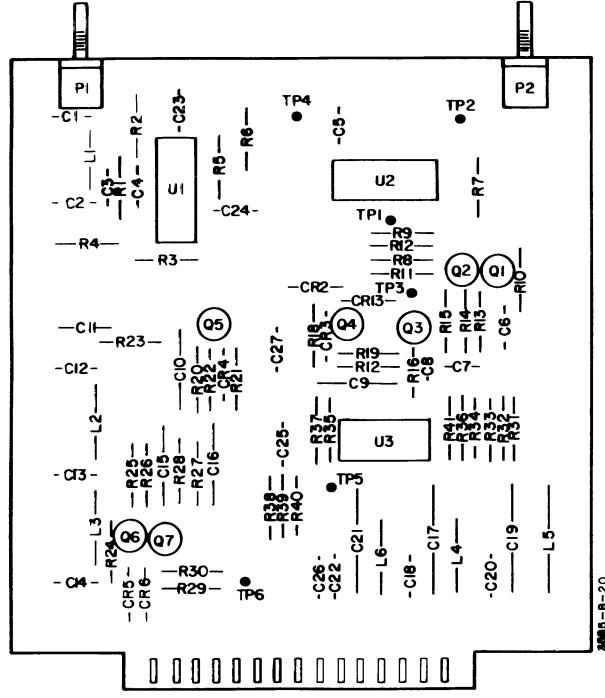 P1
P2
C1
C23
TP4
TP2
R2
R6
C5
L1
R5
C3
R1
C4
U1
U2
R7
C2
C24
TP1
R4
R9
R12
R3
R8
R11
Q2
Q1
R10
CR2
TP3
CR13
C11
R23
Q5
R18
CR3
Q4
Q3
R15
R14
R13
C6
C12
C10
R20
R22
CR4
R21
C27
R19
R12
C9
R16
C8
C7
L2
R37
R35
U3
R41
R36
R34
R33
R32
R31
C13
R25
R26
C15
R28
R27
C16
C25
TP5
L3
R38
R39
R40
R24
Q6
Q7
C21
L6
C17
L4
C19
L5
C14
CR5
CR6
R30
R29
TP6
C26
C22
C18
C20